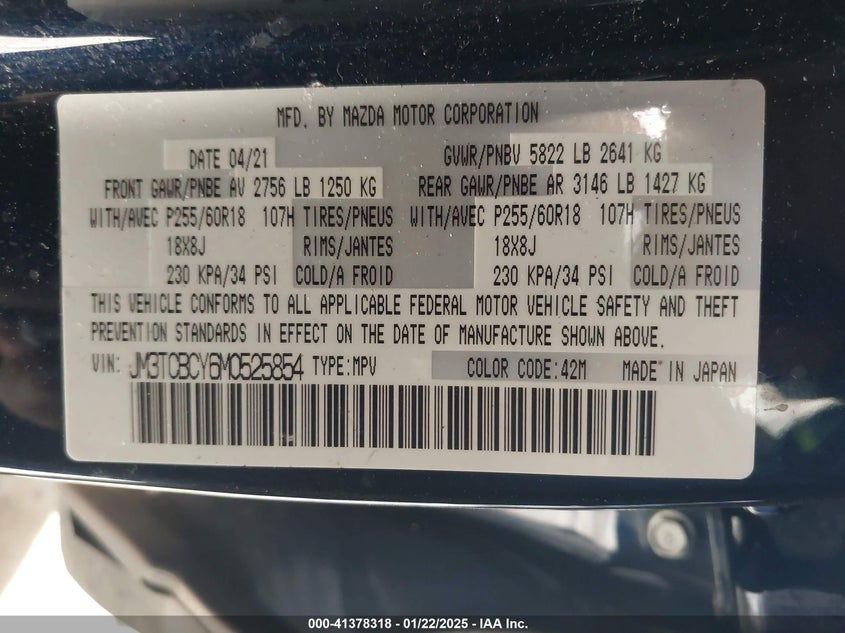 MFD. BY MAZDA MOTOR CORPORATION
DATE 04/21 GVWR/PNBV 5822 LB 2641 KG
FRONT GAWR/PNBE AV 2756 LB 1250 KG REAR GAWR/PNBE AR 3146 LB 1427 KG
WITH/AVEC P255/60R18 107H TIRES/PNEUS WITH/AVEC P255/60R18 107H TIRES/PNEUS
18X8J RIMS/JANTES 18X8J RIMS/JANTES
230 KPA/34 PSI COLD/A FROID 230 KPA/34 PSI COLD/A FROID
THIS VEHICLE CONFORMS TO ALL APPLICABLE FEDERAL MOTOR VEHICLE SAFETY AND THEFT
PREVENTION STANDARDS IN EFFECT ON THE DATE OF MANUFACTURE SHOWN ABOVE.
VIN: JM3TCBCY6M0525854 TYPE:MPV COLOR CODE:42M MADE IN JAPAN
000-41378318 - 01/22/2025 - IAA Inc.